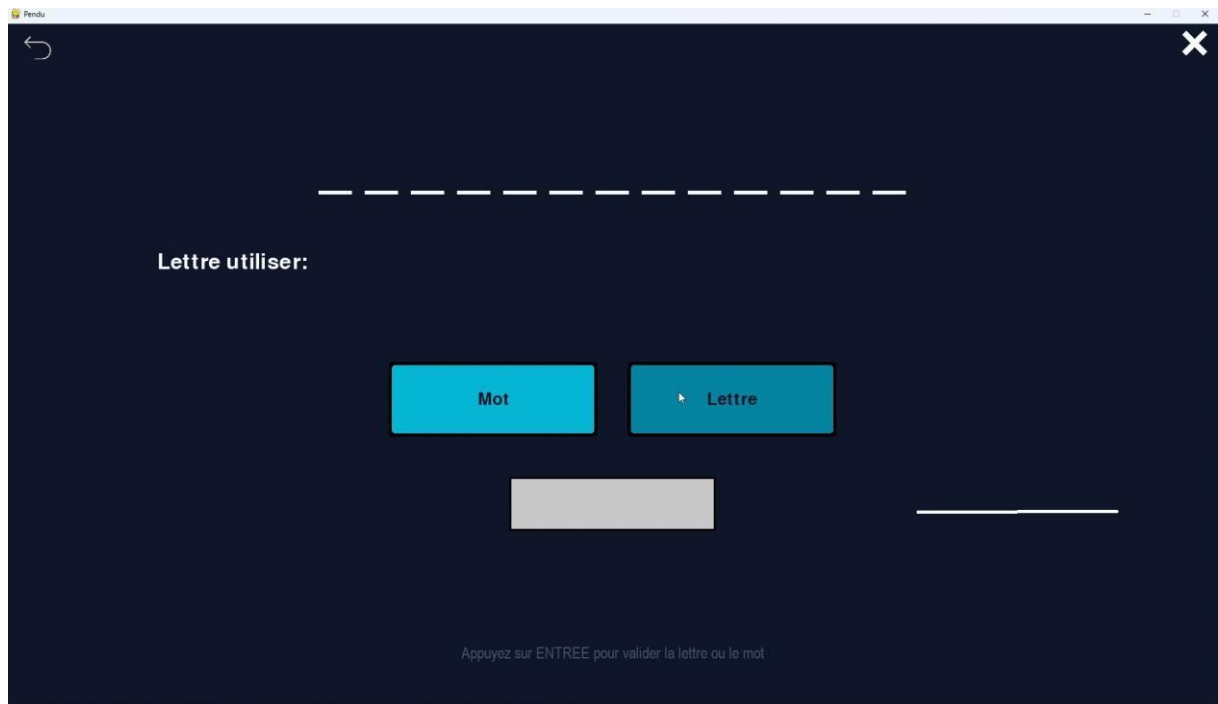 Pendu
_ _ _ _ _ _ _ _ _ _ _ _ _
Lettre utiliser:
Mot
Lettre
Appuyez sur ENTREE pour valider la lettre ou le mot